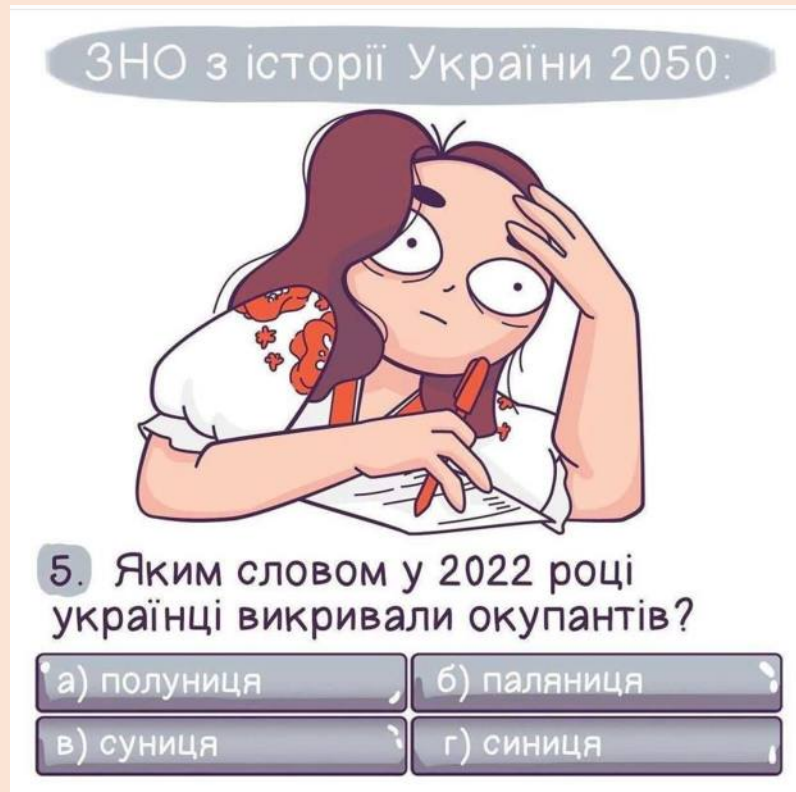 ЗНО з історії України 2050:
5. Яким словом у 2022 році
українці викривали окупантів?
а) полуниця
б) паляниця
в) суниця
г) синиця